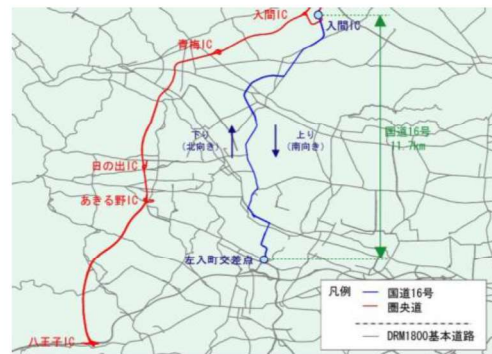 入間IC
入間IC
青梅IC
国道16号
11.7km
下り
(北向き)
上り
(南向き)
日の出IC
あきる野IC
左入町交差点
八王子IC
凡例
国道16号
圏央道
DRM1800基本道路